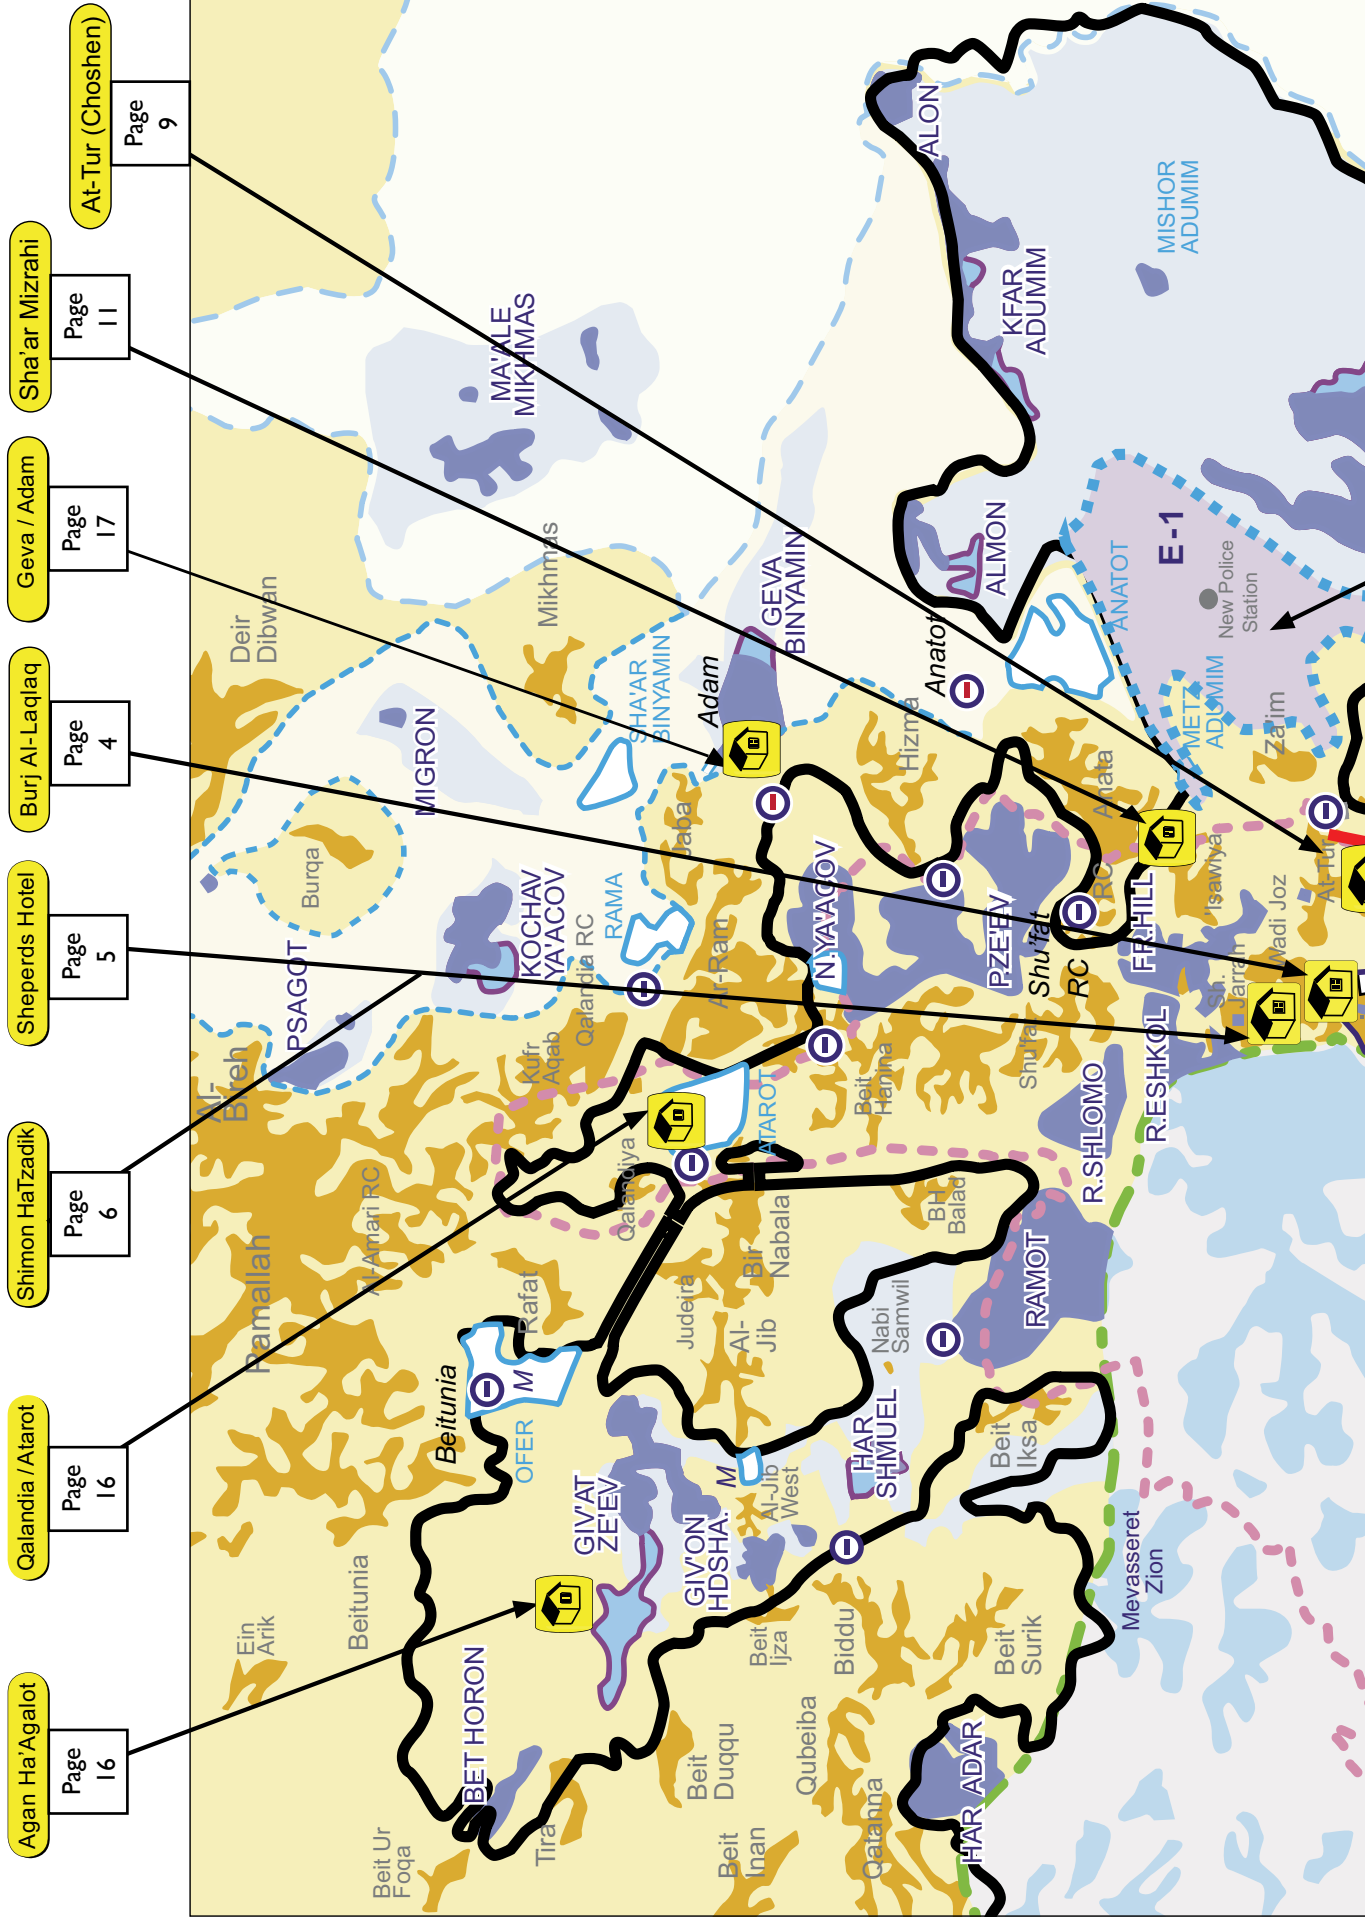 Agan Ha'Agalot
Page
16
Qalandia / Atarot
Page
16
Shimon HaTzadik
Page
6
Sheperds Hotel
Page
5
Burj Al-Laqlaq
Page
4
Geva / Adam
Page
17
Sha'ar Mizrahi
Page
11
At-Tur (Choshen)
Page
9
Ein
Arik
Ramallah
Al-
Bireh
PSAGOT
Burqa
Deir
Dibwan
Beitunia
Al-Amari RC
Beit Ur
Foqa
MIGRON
BET HORON
Beitunia
OFER
M
Rafat
Kufr
Aqab
KOCHAV
YA'ACOV
Qalandia RC
RAMA
Mikhmas
MA'ALE
MIKHMAS
Tira
GIV'AT
ZE'EV
Qalandiya
SHA'AR
BINYAMIN
Jaba
Adam
GEVA
BINYAMIN
Beit
Duqqu
GIV'ON
HDSHA.
M
Judeira
Al-
Jib
Bir
Nabala
ATAROT
Ar-Ram
Beit
Inan
Beit
Ijza
Al-Jib
West
Qubeiba
Biddu
N.YA'ACOV
Qatanna
HAR
SHMUEL
Nabi
Samwil
Beit
Hanina
Hizma
Anatot
ALON
BH
Balad
HAR ADAR
Beit
Surik
Beit
Iksa
RAMOT
Shu'fat
P.ZE'EV
Shu'fat
RC
ALMON
KFAR
ADUMIM
R.SHLOMO
RC
Anata
ANATOT
Mevasseret
Zion
R.ESHKOL
FR.HILL
E-1
MISHOR
ADUMIM
Sh.
Jarrah
'Isawiya
METZ.
ADUMIM
New Police
Station
Wadi Joz
Za'im
At-Tur